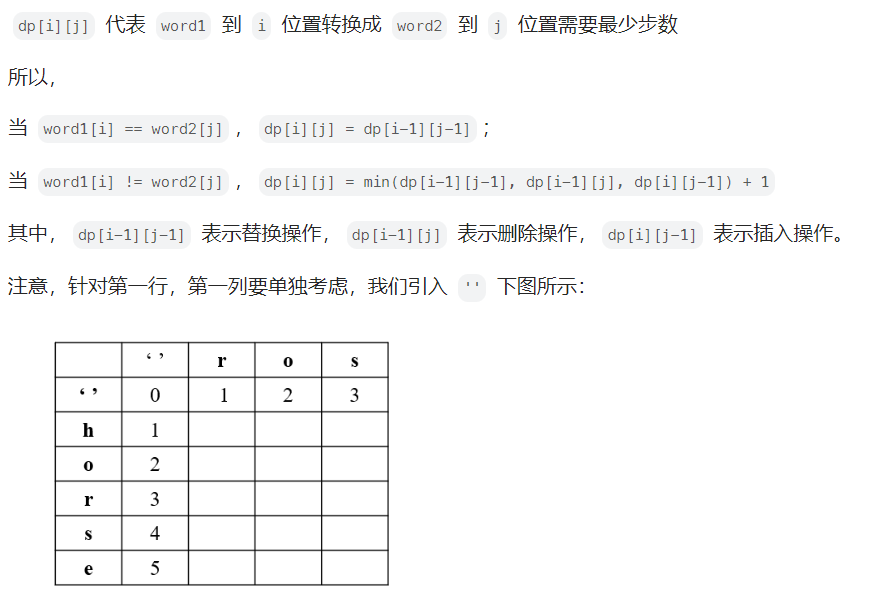 dp[i][j] 代表 word1 到 i 位置转换成 word2 到 j 位置需要最少步数
所以，
当 word1[i] == word2[j] ， dp[i][j] = dp[i-1][j-1] ；
当 word1[i] != word2[j] ， dp[i][j] = min(dp[i-1][j-1], dp[i-1][j], dp[i][j-1]) + 1
其中， dp[i-1][j-1] 表示替换操作， dp[i-1][j] 表示删除操作， dp[i][j-1] 表示插入操作。
注意，针对第一行，第一列要单独考虑，我们引入 '' 下图所示：
‘ ’ r o s
‘ ’ 0 1 2 3
h 1
o 2
r 3
s 4
e 5